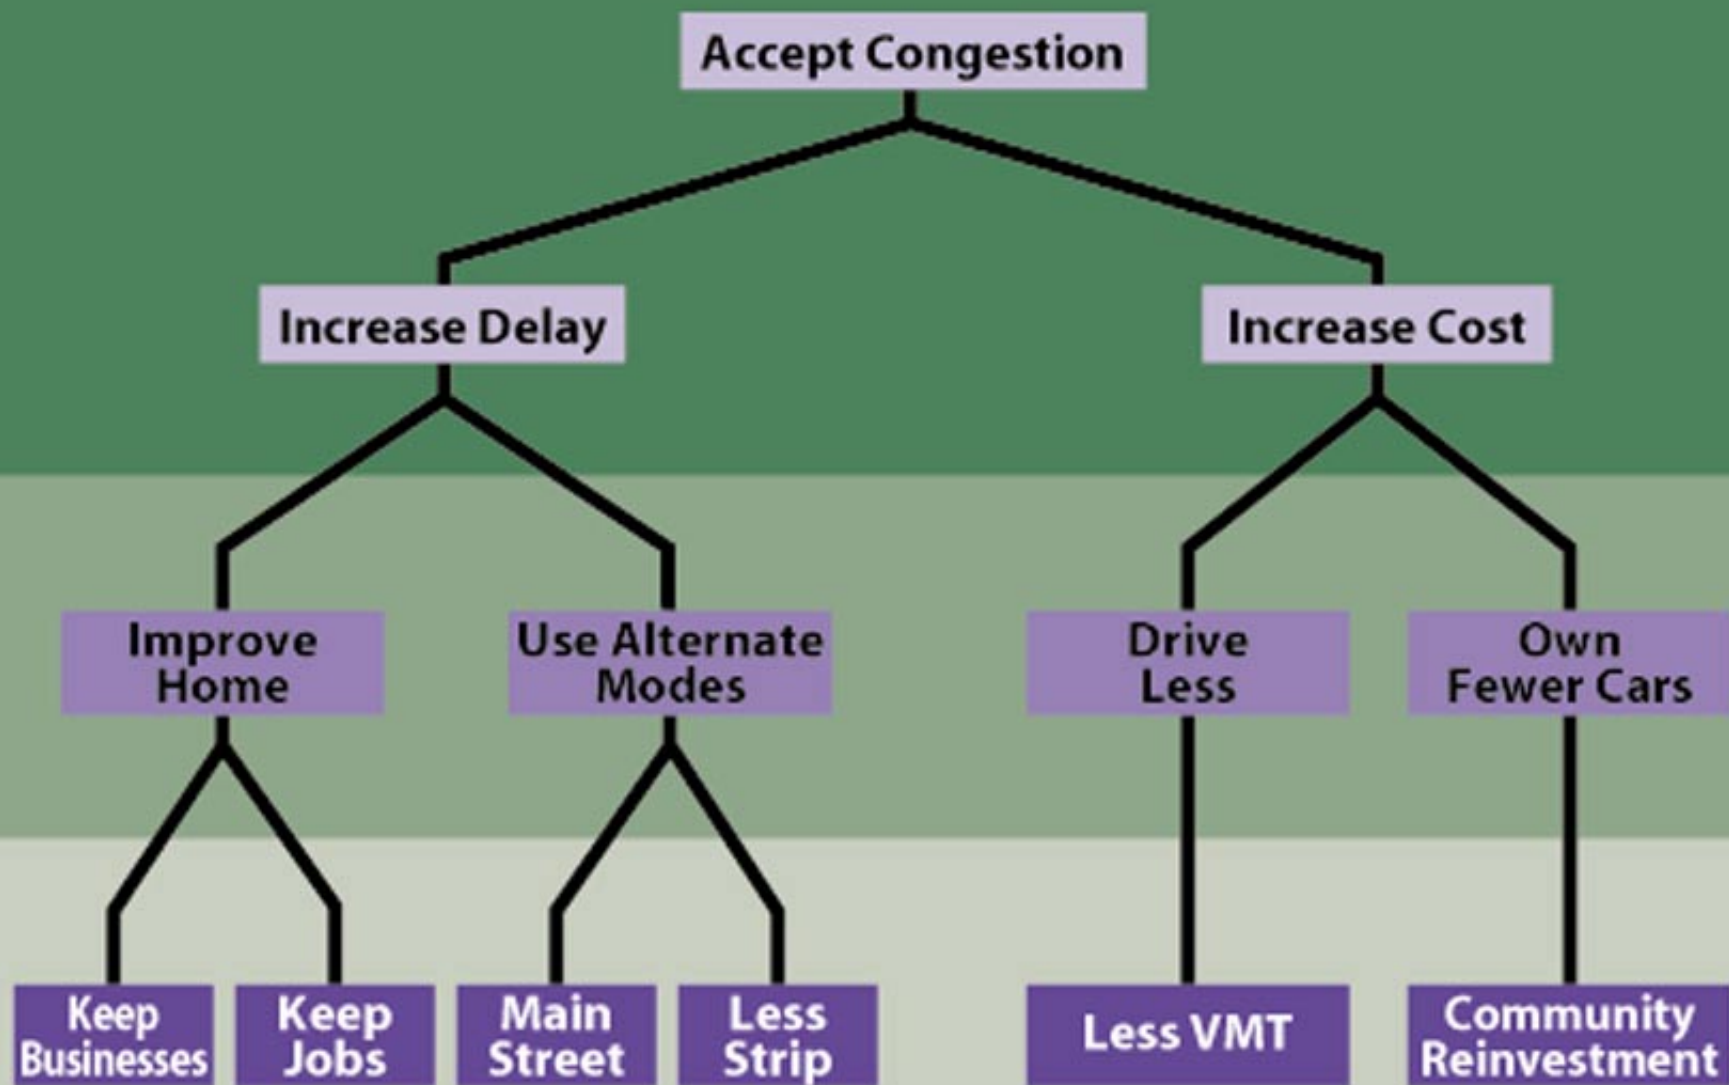 Accept Congestion
Increase Delay
Increase Cost
Improve
Home
Use Alternate
Modes
Drive
Less
Own
Fewer Cars
Keep
Businesses
Keep
Jobs
Main
Street
Less
Strip
Less VMT
Community
Reinvestment